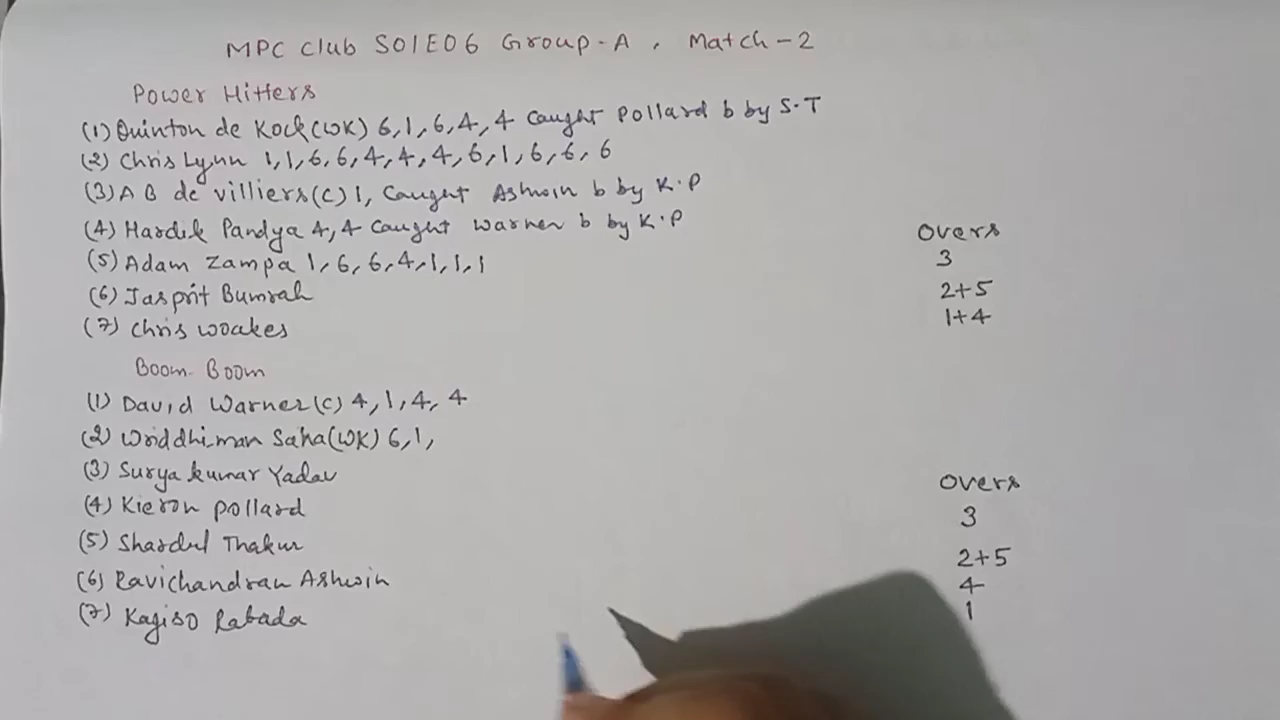 MPC Club S01E06 Group-A, Match-2
Power Hitters
(1) Quinton de Kock(WK) 6,1,6,4,4 Caught Pollard b by S.T
(2) Chris Lynn 1,1,6,6,4,4,4,6,1,6,6,6
(3) A B de villiers(C) 1, Caught Ashwin b by K.P
(4) Hardik Pandya 4,4 Caught Warner b by K.P
Overs
(5) Adam Zampa 1,6,6,4,1,1,1
3
(6) Jasprit Bumrah
2+5
(7) Chris Woakes
1+4
Boom-Boom
(1) David Warner(C) 4,1,4,4
(2) Wriddhiman Saha(WK) 6,1,
(3) Surya kumar Yadav
Overs
(4) Kieron Pollard
3
(5) Shardul Thakur
2+5
(6) Ravichandran Ashwin
4
(7) Kagiso Rabada
1